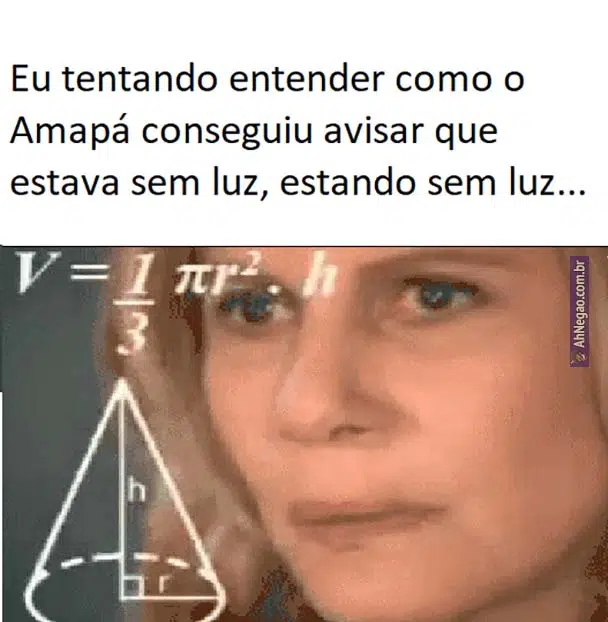 Eu tentando entender como o
Amapá conseguiu avisar que
estava sem luz, estando sem luz...
V = 1/3 πr² . h
AhNegao.com.br
h
r